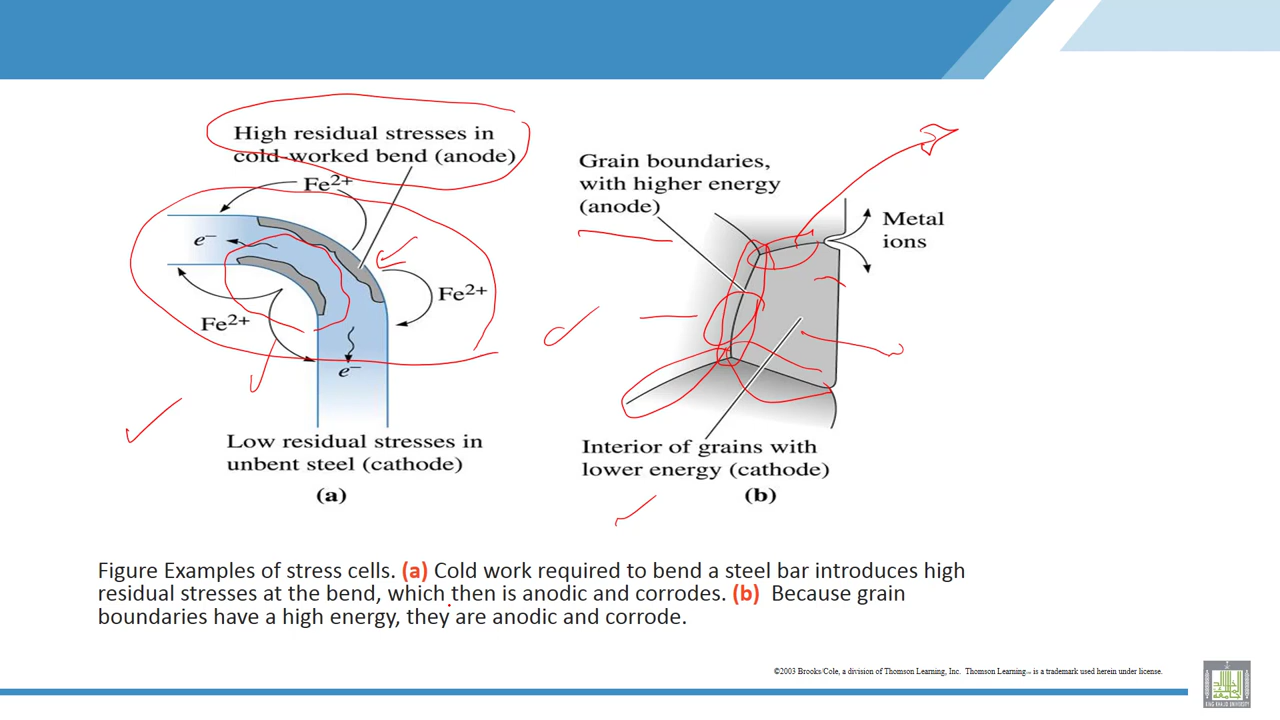 High residual stresses in
cold-worked bend (anode)
Fe2+
e−
Fe2+
Fe2+
e−
Low residual stresses in
unbent steel (cathode)
(a)
Grain boundaries,
with higher energy
(anode)
Metal
ions
Interior of grains with
lower energy (cathode)
(b)
Figure Examples of stress cells. (a) Cold work required to bend a steel bar introduces high
residual stresses at the bend, which then is anodic and corrodes. (b) Because grain
boundaries have a high energy, they are anodic and corrode.
©2003 Brooks/Cole, a division of Thomson Learning, Inc. Thomson Learning™ is a trademark used herein under license.
KING KHALID UNIVERSITY